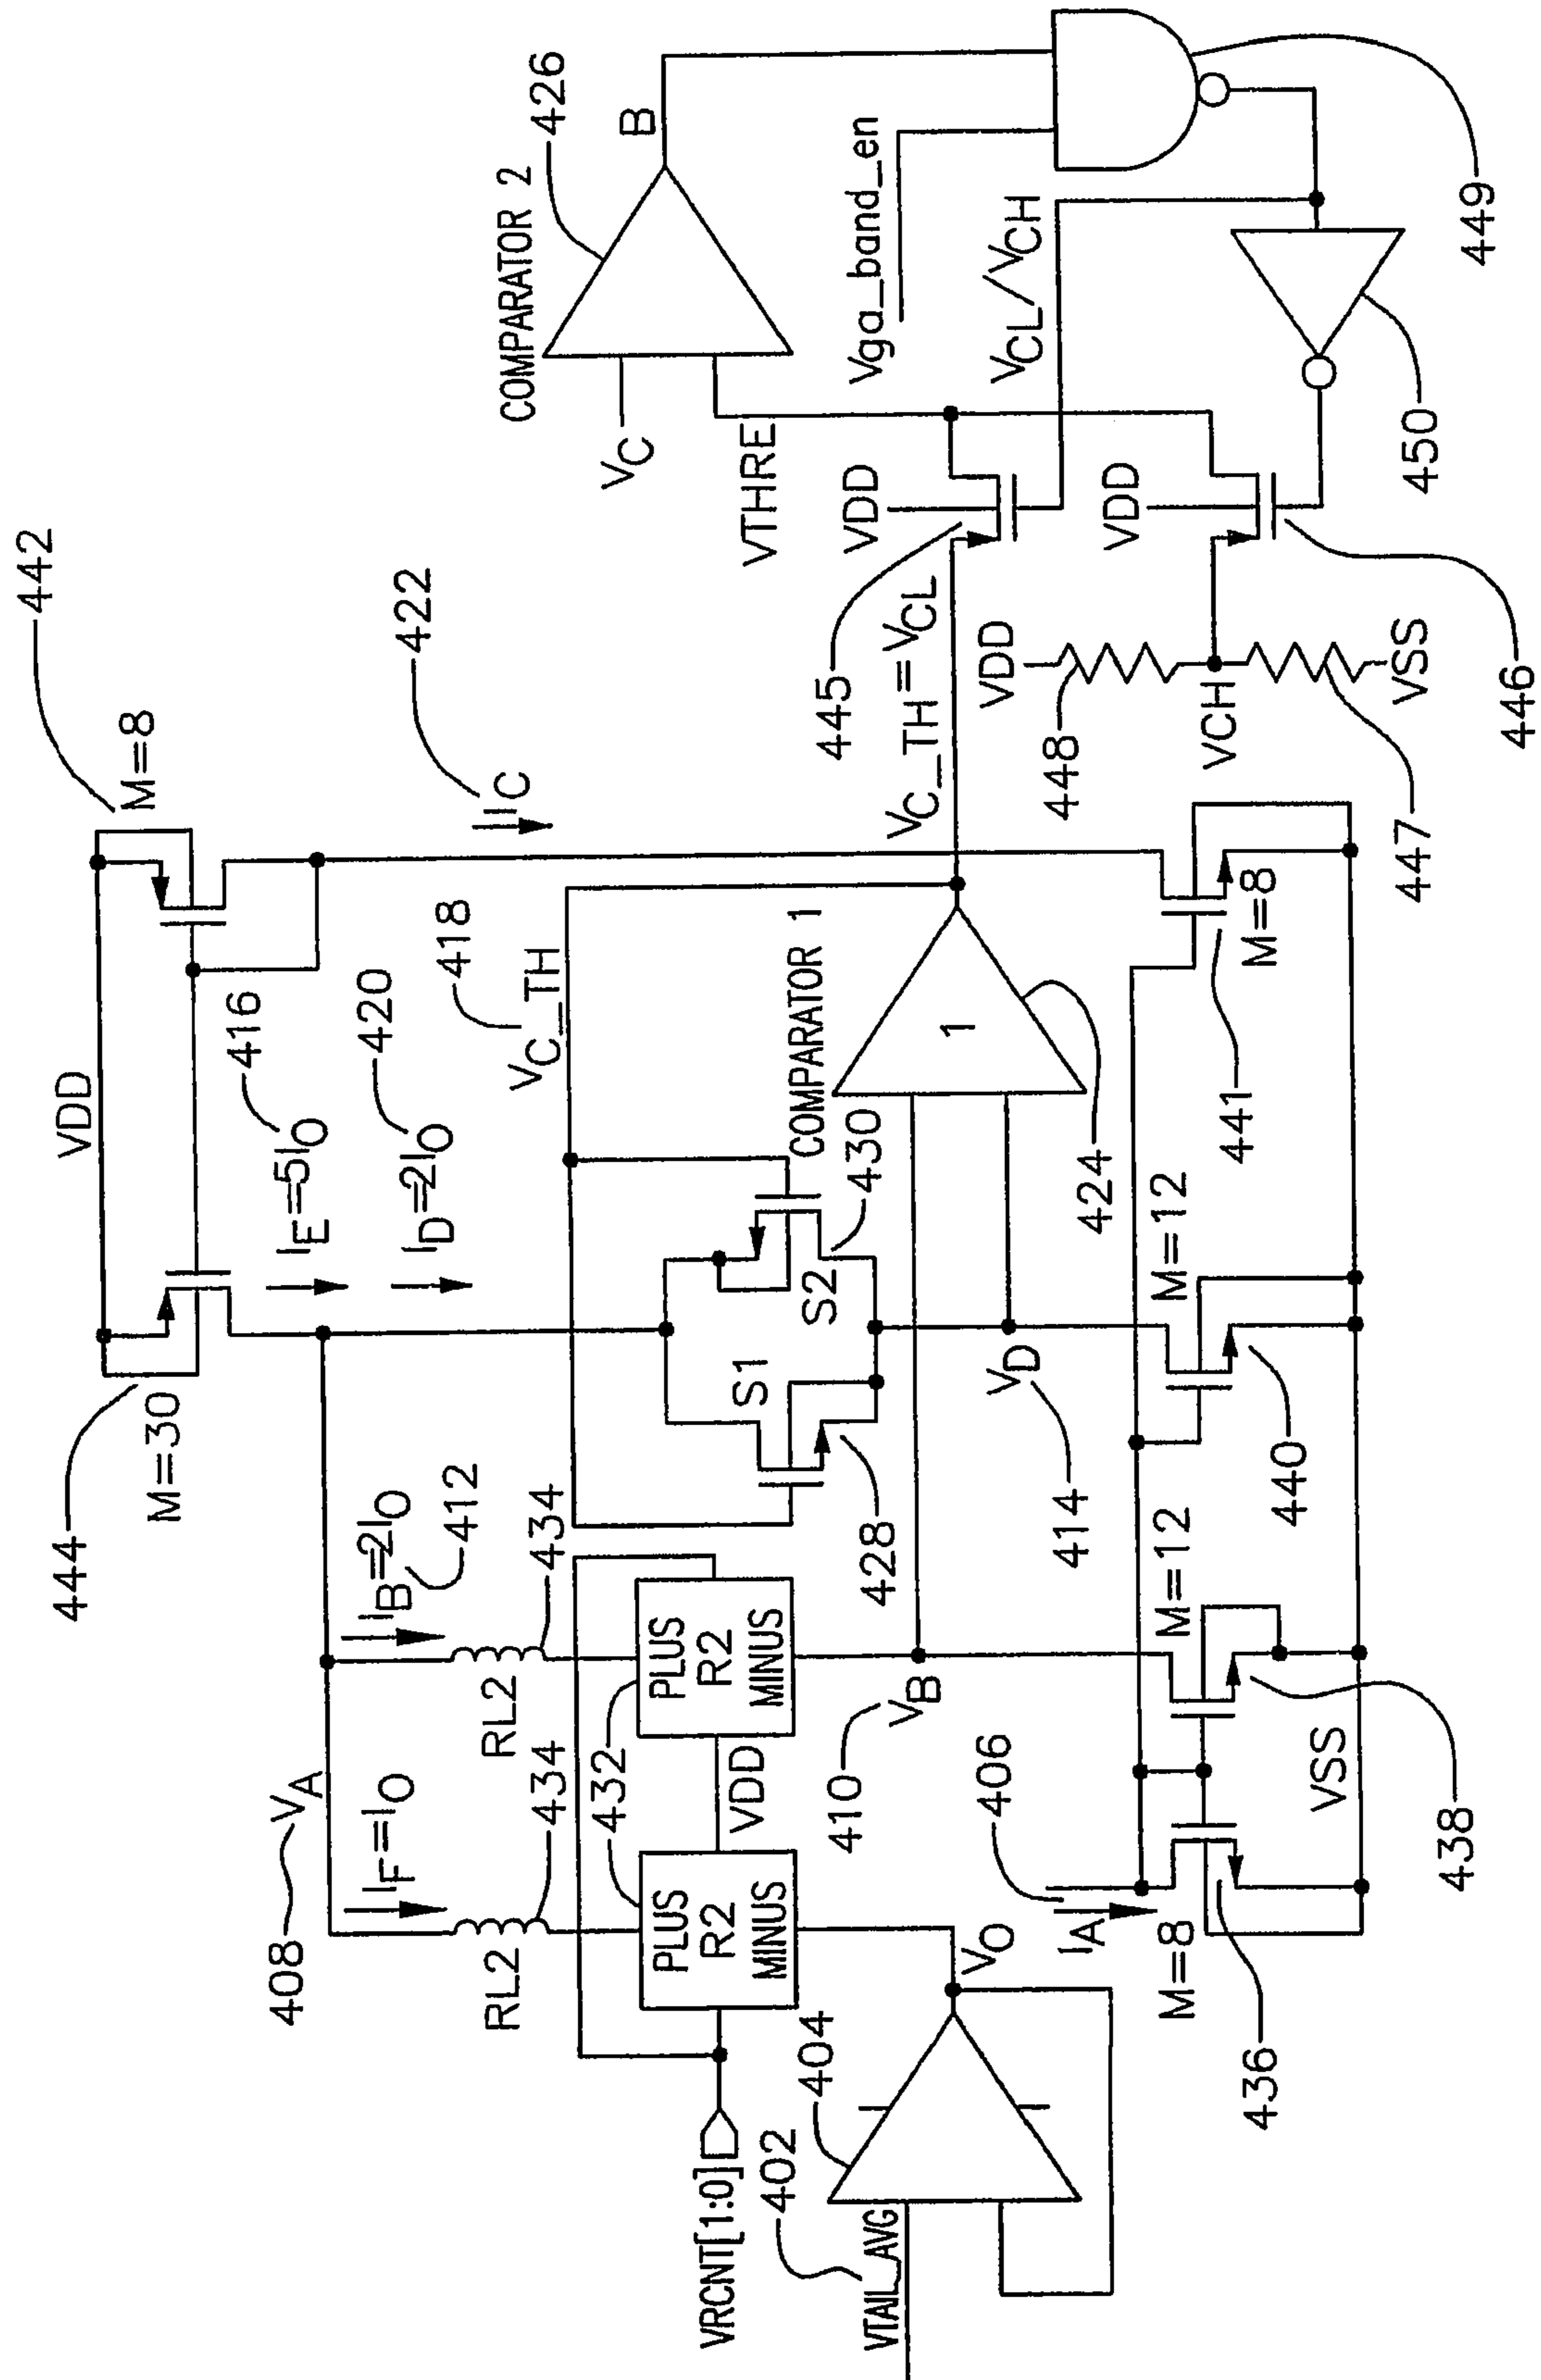 444
M=30
VDD
442
M=8
408
V_A
I_F=I_O
I_B=2I_O
412
I_E=5I_O
416
I_D=2I_O
420
418
V_C_TH
422
I_C
COMPARATOR 2
426
B
V_C
VTHRE
Vga_band_en
V_CL/V_CH
449
450
RL2
434
RL2
434
432
PLUS
R2
MINUS
VDD
PLUS
R2
MINUS
VRCNT[1:0]
402
VTAIL_AVG
404
V_O
410
V_B
S1
428
S2
430
COMPARATOR 1
1
424
V_D
414
V_C_TH=V_CL
445
VDD
VDD
446
VDD
448
VCH
447
VSS
406
I_A
M=8
436
M=12
438
VSS
M=12
440
441
M=8